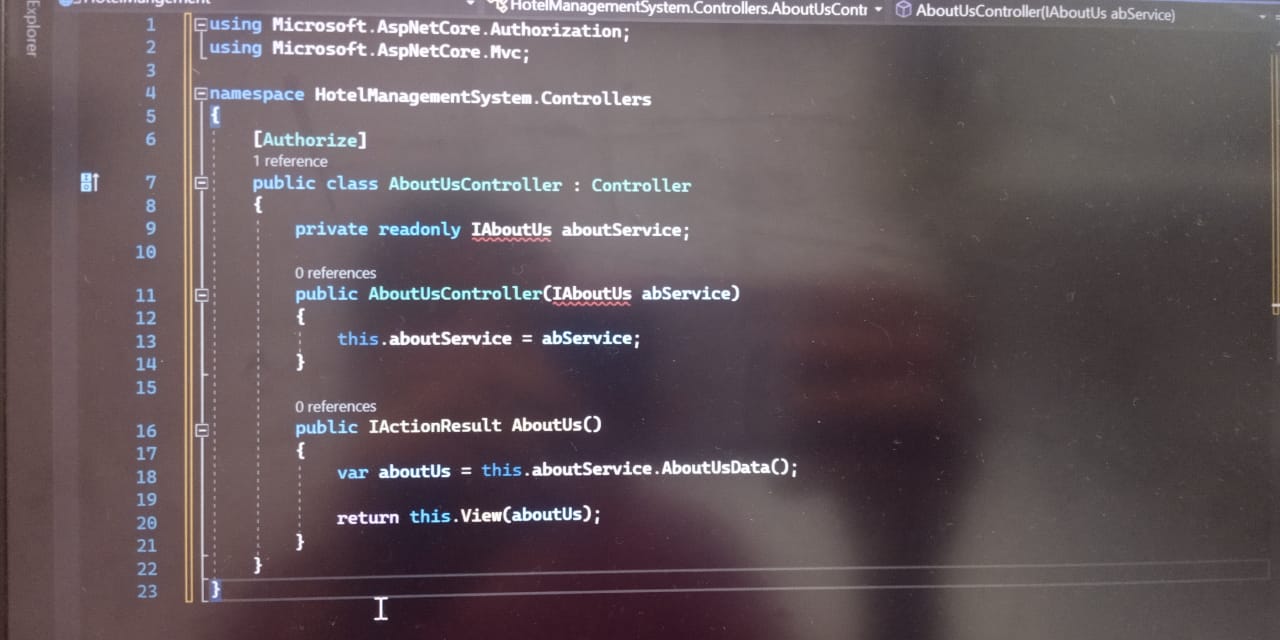 Explorer
HotelManagementSystem.Controllers.AboutUsContr
AboutUsController(IAboutUs abService)
1 using Microsoft.AspNetCore.Authorization;
2 using Microsoft.AspNetCore.Mvc;
3
4 namespace HotelManagementSystem.Controllers
5 {
6 [Authorize]
1 reference
7 public class AboutUsController : Controller
8 {
9 private readonly IAboutUs aboutService;
10
0 references
11 public AboutUsController(IAboutUs abService)
12 {
13 this.aboutService = abService;
14 }
15
0 references
16 public IActionResult AboutUs()
17 {
18 var aboutUs = this.aboutService.AboutUsData();
19
20 return this.View(aboutUs);
21 }
22 }
23 }